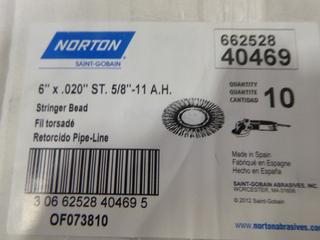 NORTON
SAINT-GOBAIN
662528
40469
6" x .020" ST. 5/8"-11 A.H.
Stringer Bead
Fil torsadé
Retorcido Pipe-Line
QUANTITY
QUANTITÉ
CANTIDAD
10
Made in Spain
Fabriqué en Espagne
Hecho en España
SAINT-GOBAIN ABRASIVES, INC.
WORCESTER, MA 01606
© 2012 Saint-Gobain
3 06 62528 40469 5
OF073810
www.nortonabrasives.com